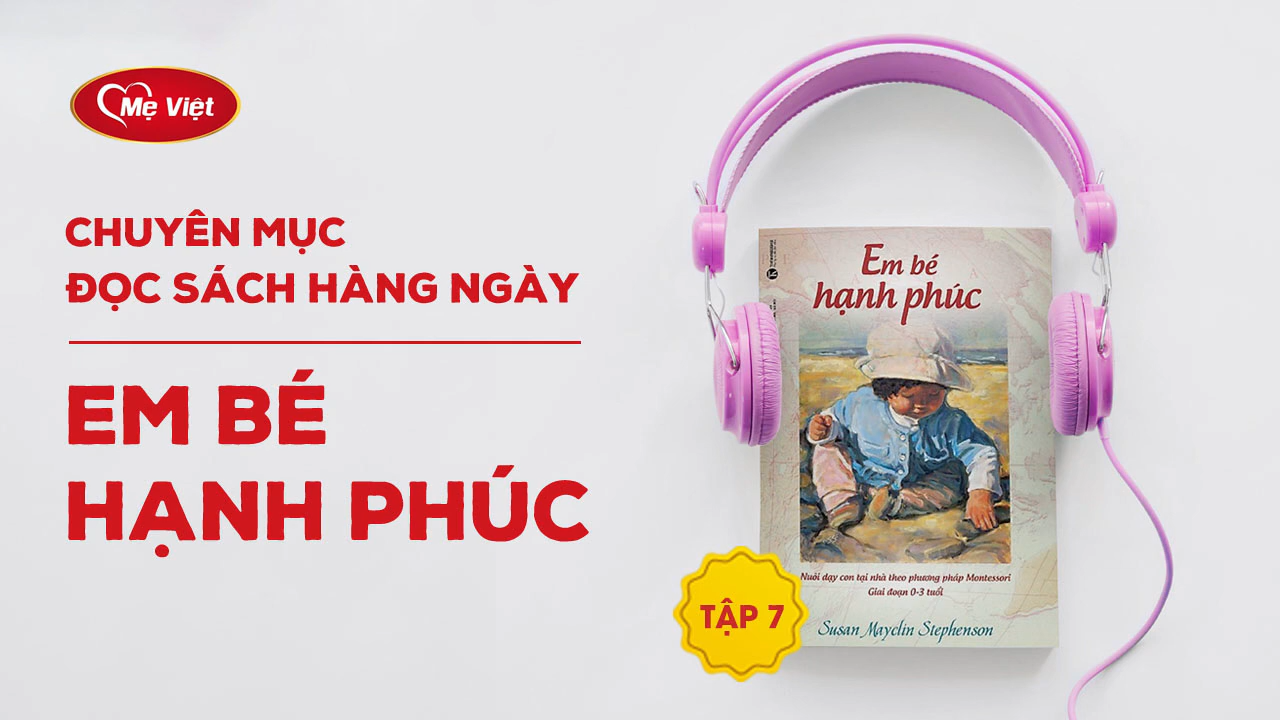 Mẹ Việt
CHUYÊN MỤC
ĐỌC SÁCH HÀNG NGÀY
EM BÉ
HẠNH PHÚC
Em bé
hạnh phúc
Nuôi dạy con tại nhà theo phương pháp Montessori
Giai đoạn 0-3 tuổi
Susan Mayclin Stephenson
TẬP 7